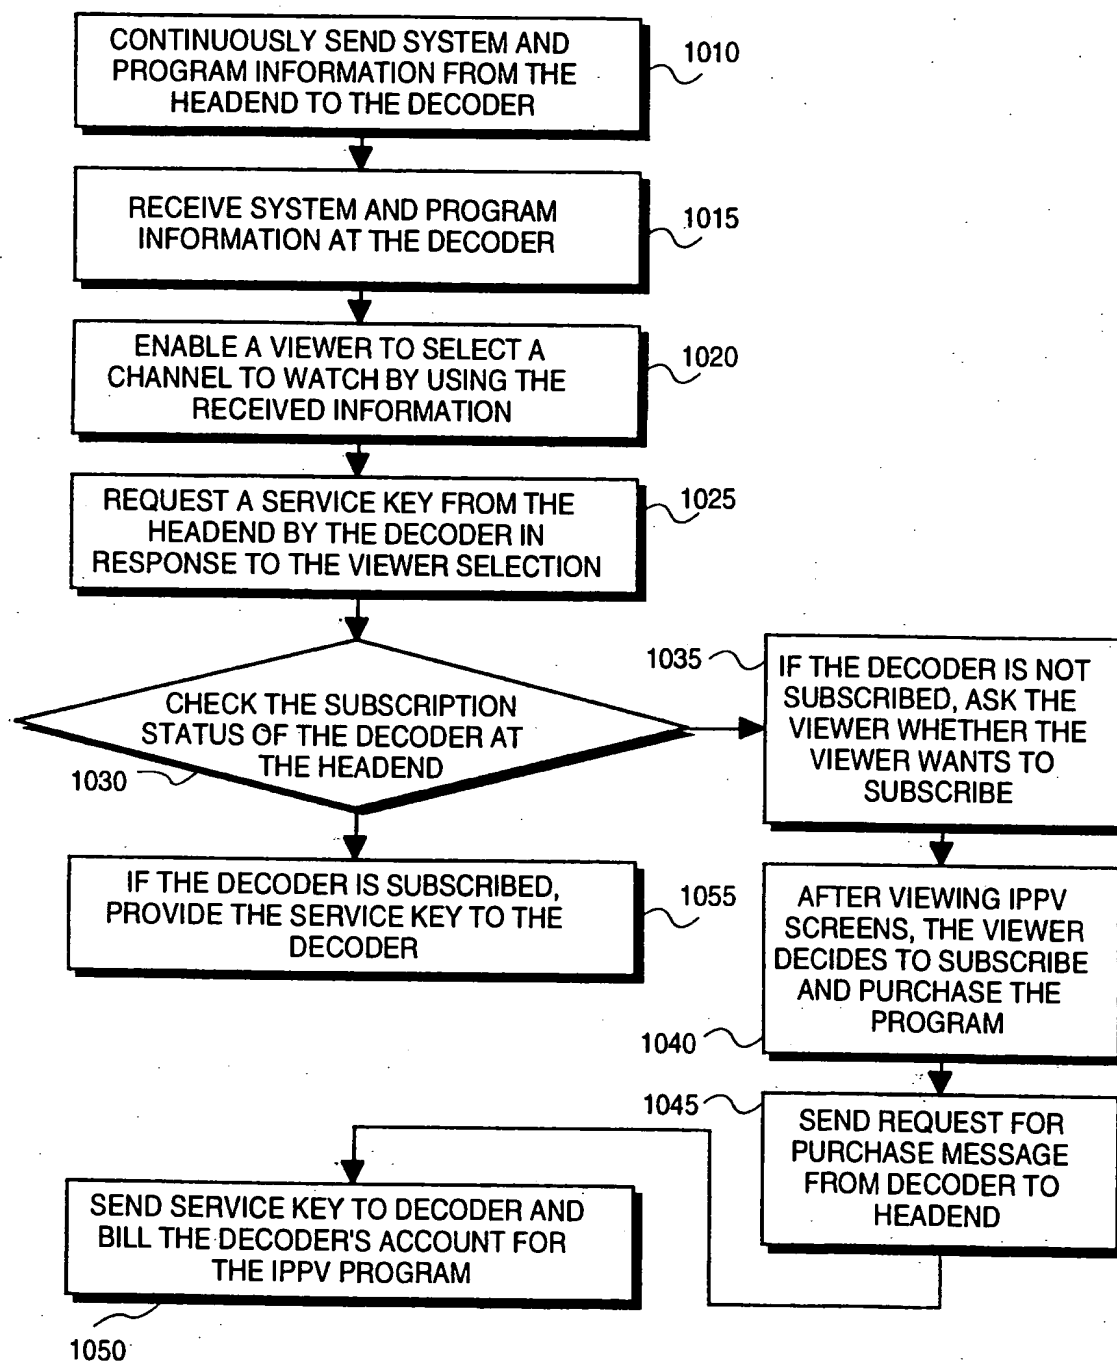 CONTINUOUSLY SEND SYSTEM AND
PROGRAM INFORMATION FROM THE
HEADEND TO THE DECODER
1010
RECEIVE SYSTEM AND PROGRAM
INFORMATION AT THE DECODER
1015
ENABLE A VIEWER TO SELECT A
CHANNEL TO WATCH BY USING THE
RECEIVED INFORMATION
1020
REQUEST A SERVICE KEY FROM THE
HEADEND BY THE DECODER IN
RESPONSE TO THE VIEWER SELECTION
1025
CHECK THE SUBSCRIPTION
STATUS OF THE DECODER AT
THE HEADEND
1030
1035
IF THE DECODER IS NOT
SUBSCRIBED, ASK THE
VIEWER WHETHER THE
VIEWER WANTS TO
SUBSCRIBE
IF THE DECODER IS SUBSCRIBED,
PROVIDE THE SERVICE KEY TO THE
DECODER
1055
AFTER VIEWING IPPV
SCREENS, THE VIEWER
DECIDES TO SUBSCRIBE
AND PURCHASE THE
PROGRAM
1040
1045
SEND REQUEST FOR
PURCHASE MESSAGE
FROM DECODER TO
HEADEND
SEND SERVICE KEY TO DECODER AND
BILL THE DECODER'S ACCOUNT FOR
THE IPPV PROGRAM
1050